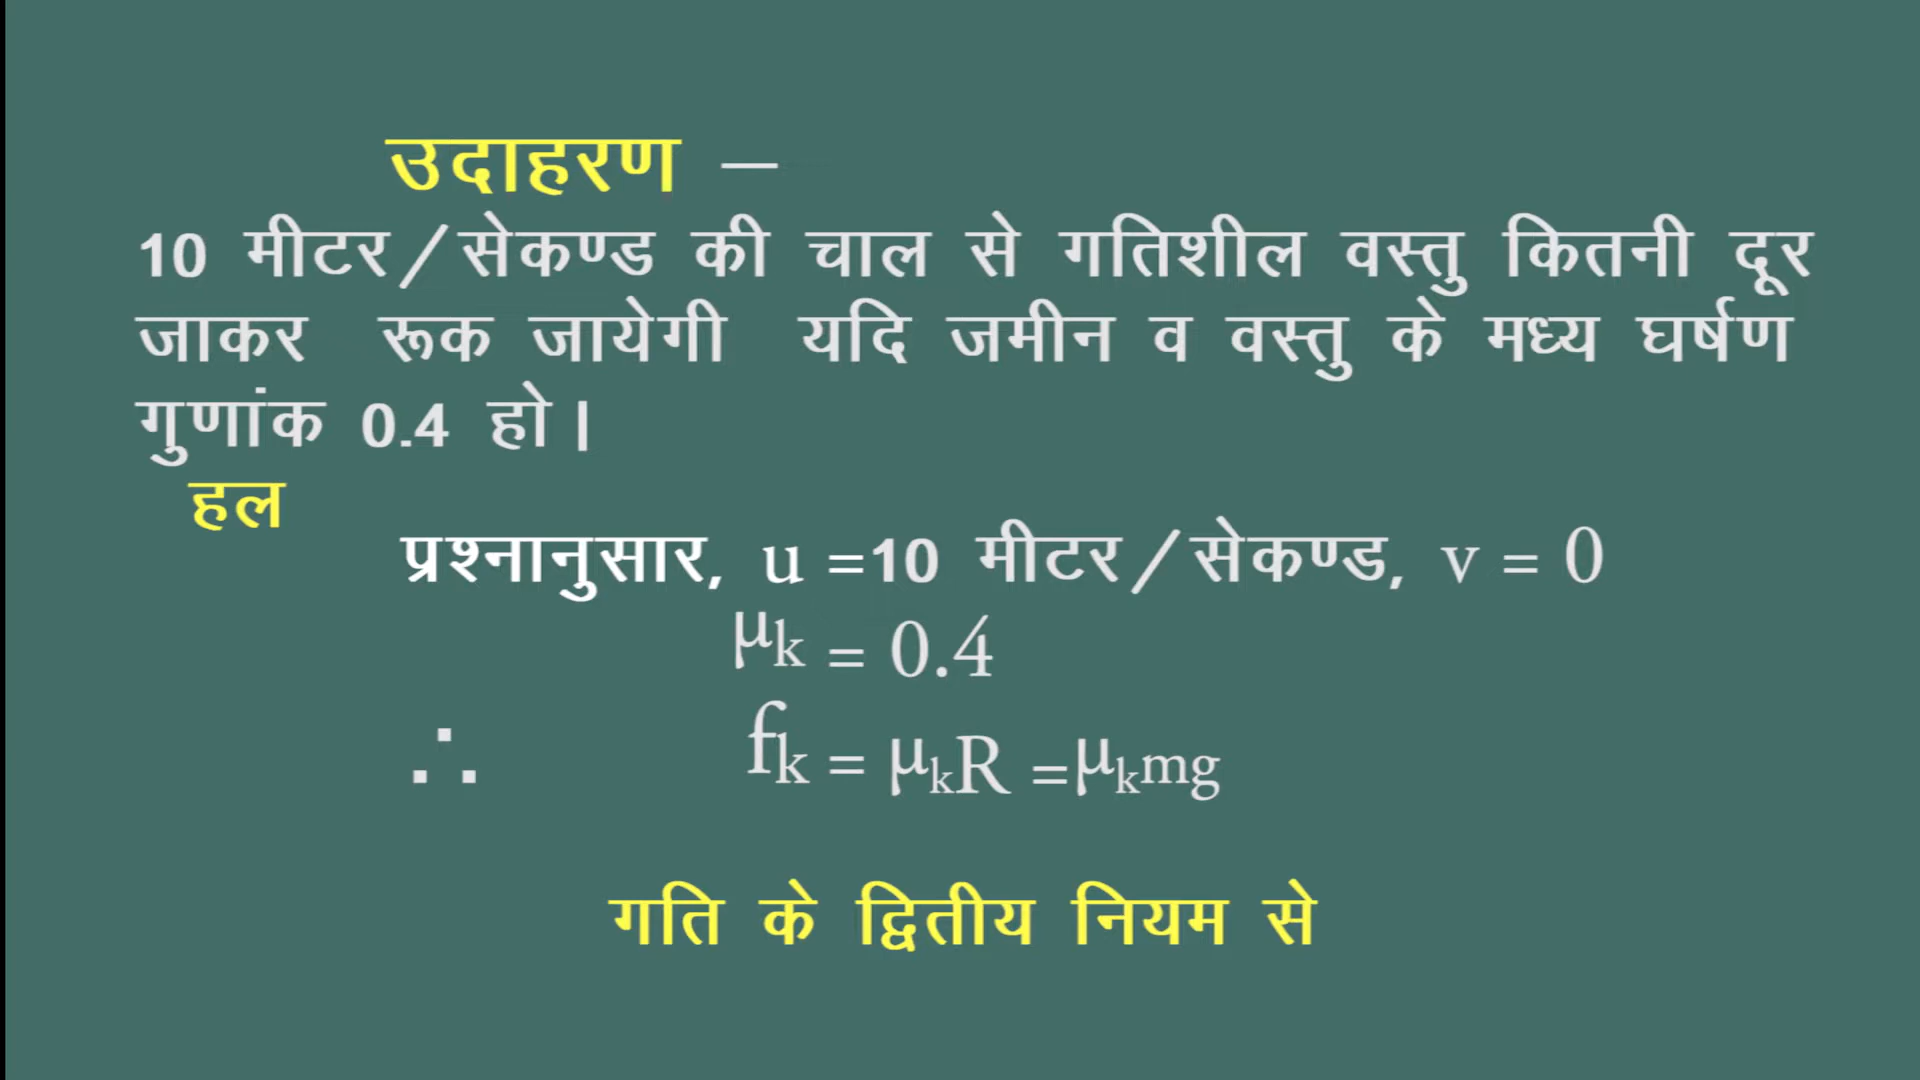 उदाहरण –
10 मीटर/सेकण्ड की चाल से गतिशील वस्तु कितनी दूर
जाकर रूक जायेगी यदि जमीन व वस्तु के मध्य घर्षण
गुणांक 0.4 हो।
हल
प्रश्नानुसार, u =10 मीटर/सेकण्ड, v = 0
μk = 0.4
∴ fk = μkR =μkmg
गति के द्वितीय नियम से